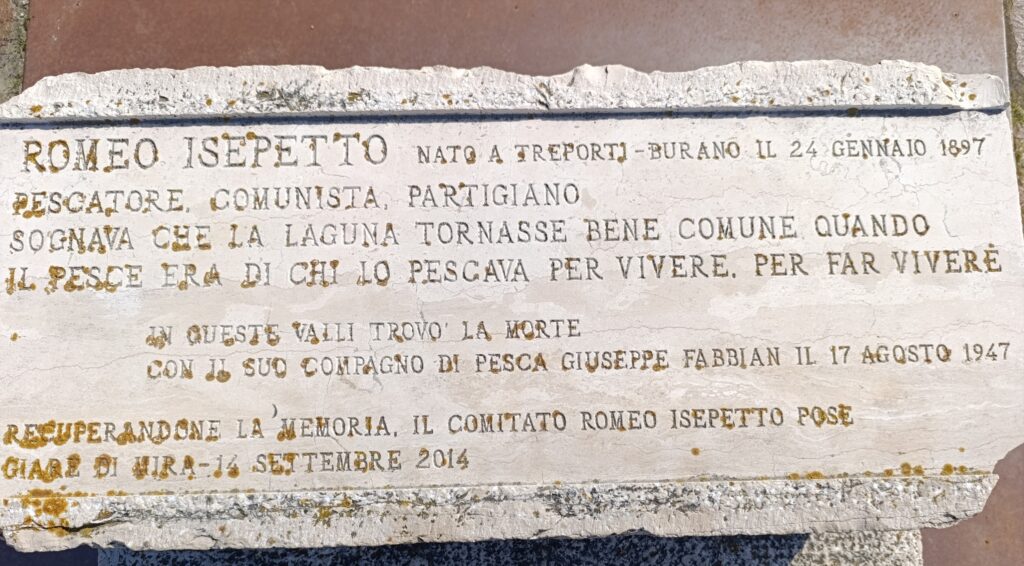 ROMEO ISEPETTO NATO A TREPORTI-BURANO IL 24 GENNAIO 1897
PESCATORE, COMUNISTA, PARTIGIANO
SOGNAVA CHE LA LAGUNA TORNASSE BENE COMUNE QUANDO
IL PESCE ERA DI CHI LO PESCAVA PER VIVERE, PER FAR VIVERE
IN QUESTE VALLI TROVO' LA MORTE
CON IL SUO COMPAGNO DI PESCA GIUSEPPE FABBIAN IL 17 AGOSTO 1947
RECUPERANDONE LA MEMORIA, IL COMITATO ROMEO ISEPETTO POSE
GIARE DI MIRA-14 SETTEMBRE 2014